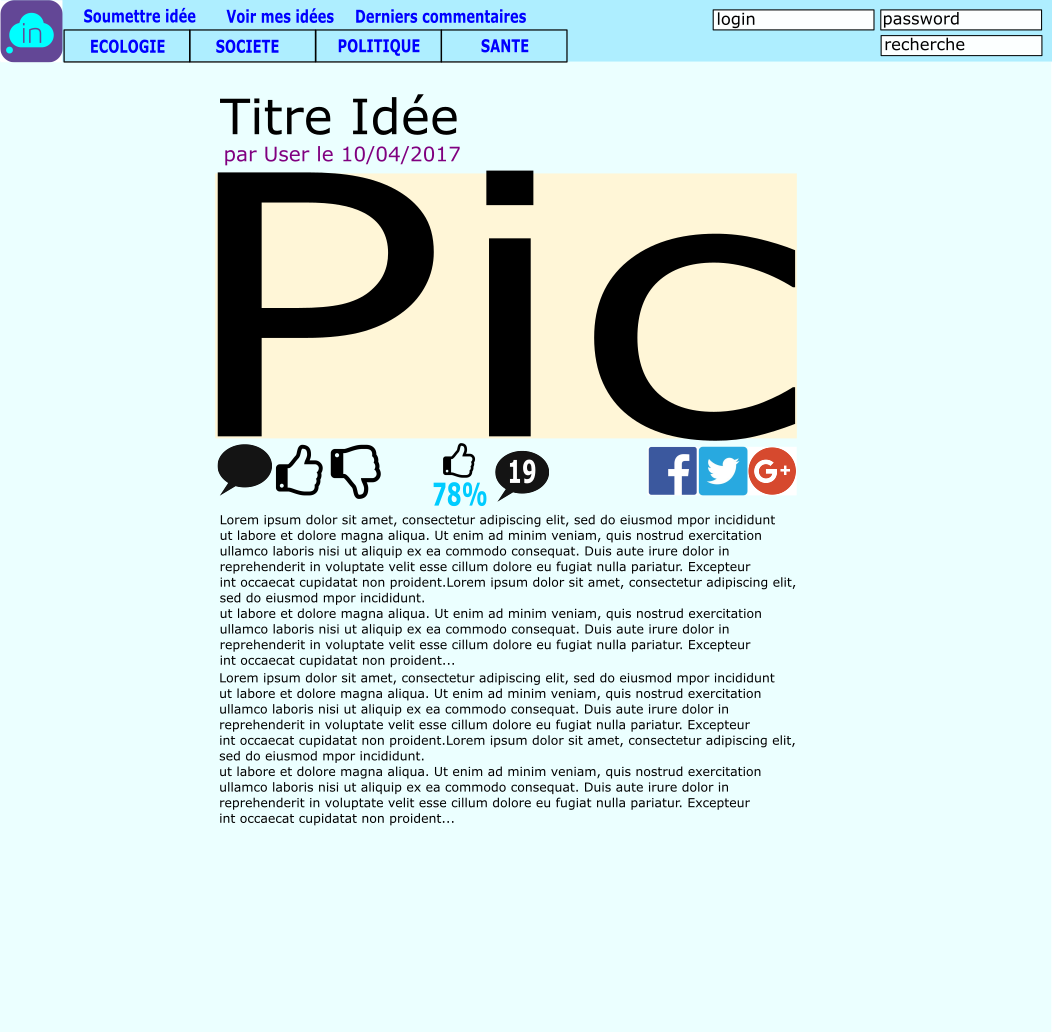 in
Soumettre idée Voir mes idées Derniers commentaires
login password
ECOLOGIE SOCIETE POLITIQUE SANTE
recherche
Titre Idée
par User le 10/04/2017
Pic
78%
19
Lorem ipsum dolor sit amet, consectetur adipiscing elit, sed do eiusmod mpor incididunt
ut labore et dolore magna aliqua. Ut enim ad minim veniam, quis nostrud exercitation
ullamco laboris nisi ut aliquip ex ea commodo consequat. Duis aute irure dolor in
reprehenderit in voluptate velit esse cillum dolore eu fugiat nulla pariatur. Excepteur
int occaecat cupidatat non proident.Lorem ipsum dolor sit amet, consectetur adipiscing elit,
sed do eiusmod mpor incididunt.
ut labore et dolore magna aliqua. Ut enim ad minim veniam, quis nostrud exercitation
ullamco laboris nisi ut aliquip ex ea commodo consequat. Duis aute irure dolor in
reprehenderit in voluptate velit esse cillum dolore eu fugiat nulla pariatur. Excepteur
int occaecat cupidatat non proident...
Lorem ipsum dolor sit amet, consectetur adipiscing elit, sed do eiusmod mpor incididunt
ut labore et dolore magna aliqua. Ut enim ad minim veniam, quis nostrud exercitation
ullamco laboris nisi ut aliquip ex ea commodo consequat. Duis aute irure dolor in
reprehenderit in voluptate velit esse cillum dolore eu fugiat nulla pariatur. Excepteur
int occaecat cupidatat non proident.Lorem ipsum dolor sit amet, consectetur adipiscing elit,
sed do eiusmod mpor incididunt.
ut labore et dolore magna aliqua. Ut enim ad minim veniam, quis nostrud exercitation
ullamco laboris nisi ut aliquip ex ea commodo consequat. Duis aute irure dolor in
reprehenderit in voluptate velit esse cillum dolore eu fugiat nulla pariatur. Excepteur
int occaecat cupidatat non proident...